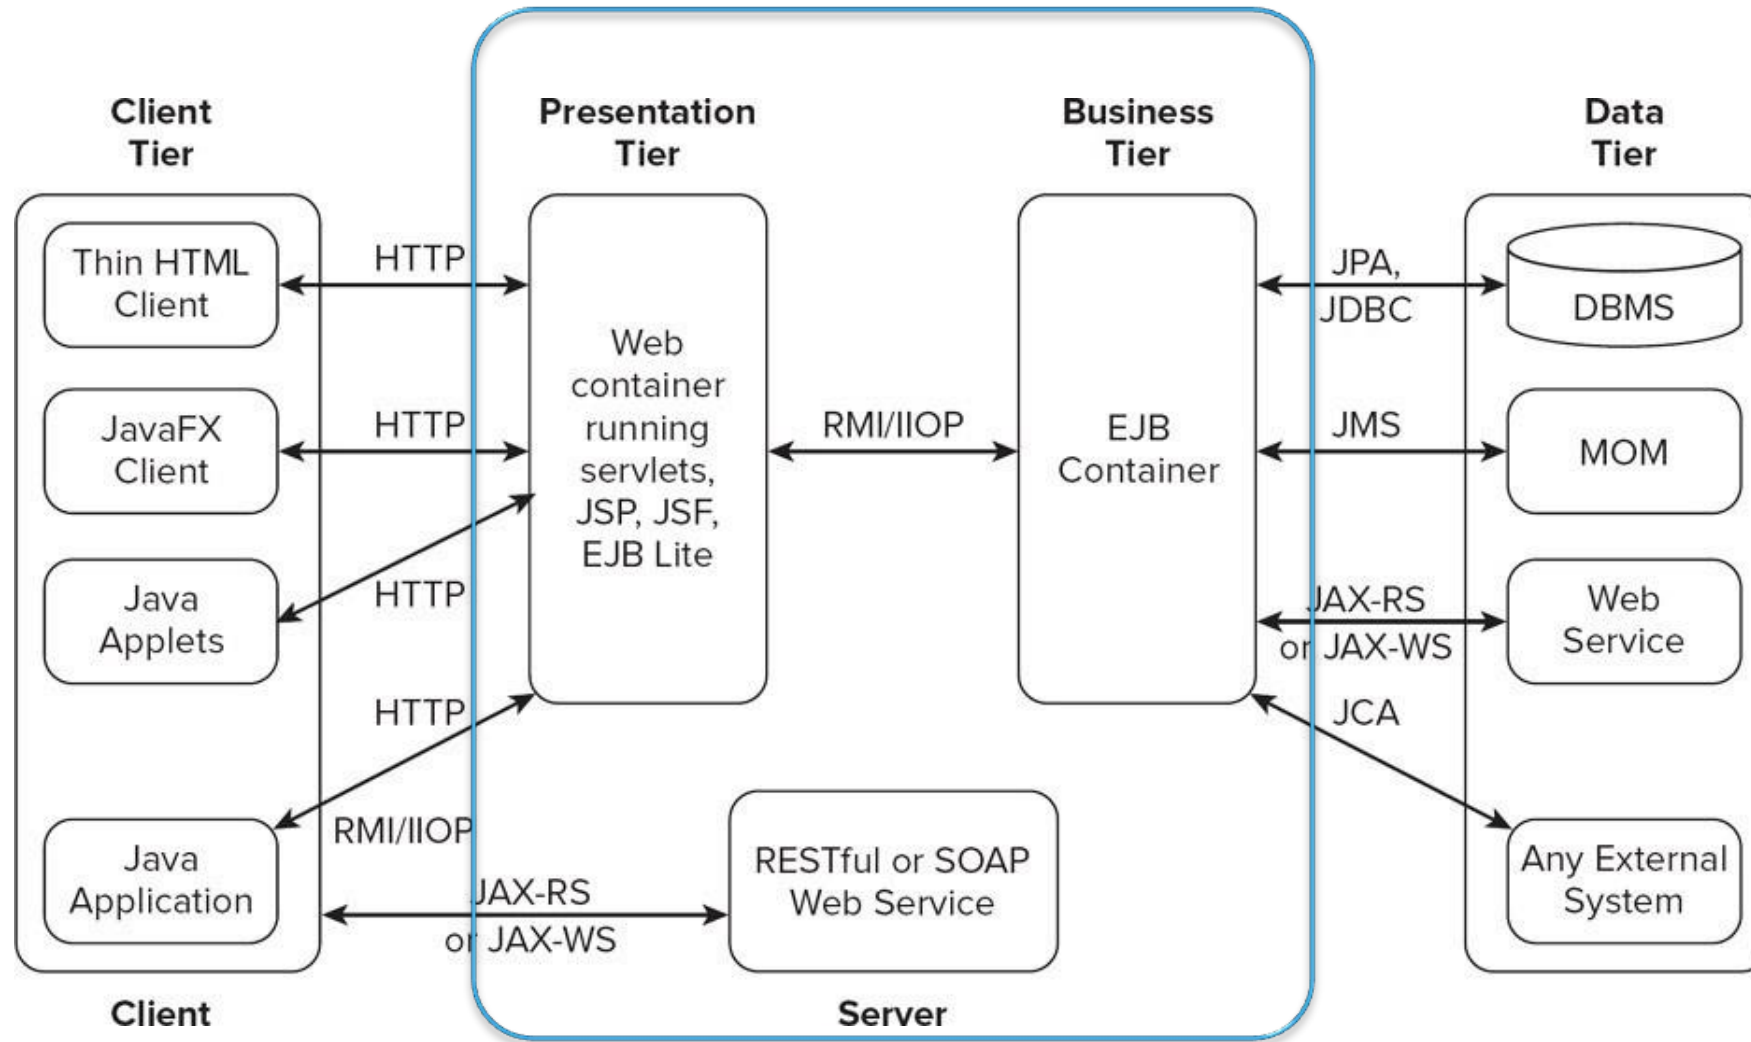 Client
Tier
Presentation
Tier
Business
Tier
Data
Tier
Thin HTML
Client
HTTP
JavaFX
Client
HTTP
Java
Applets
HTTP
HTTP
Java
Application
RMI/IIOP
JAX-RS
or JAX-WS
Web
container
running
servlets,
JSP, JSF,
EJB Lite
RMI/IIOP
EJB
Container
RESTful or SOAP
Web Service
JPA,
JDBC
DBMS
JMS
MOM
JAX-RS
or JAX-WS
Web
Service
JCA
Any External
System
Client
Server